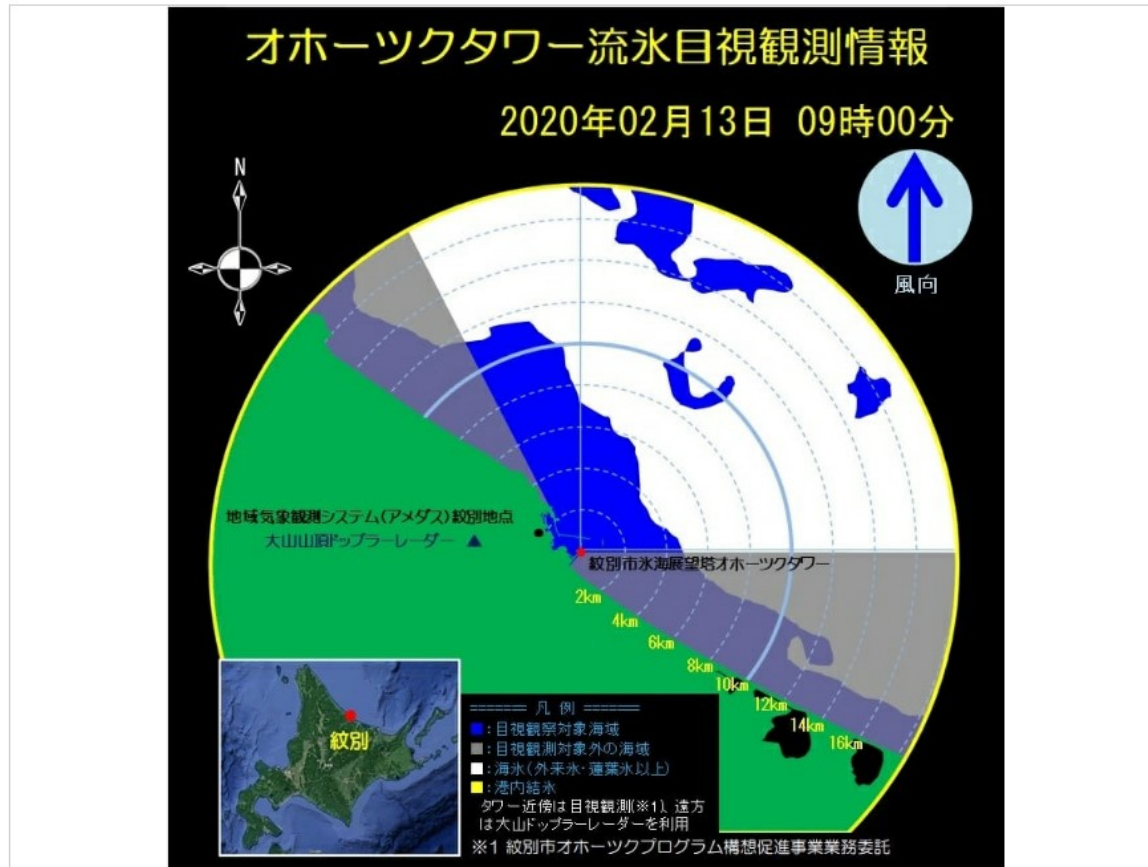 オホーツクタワー流氷目視観測情報
2020年02月13日 09時00分
N
風向
地域気象観測システム(アメダス)紋別地点
大山山頂ドップラーレーダー ▲
紋別市氷海展望塔オホーツクタワー
2km
4km
6km
8km
10km
12km
14km
16km
紋別
====== 凡 例 ======
■:目視観察対象海域
■:目視観測対象外の海域
■:海氷(外来氷・蓮葉氷以上)
■:港内結氷
タワー近傍は目視観測(※1)、遠方
は大山ドップラーレーダーを利用
※1 紋別市オホーツクプログラム構想促進事業業務委託